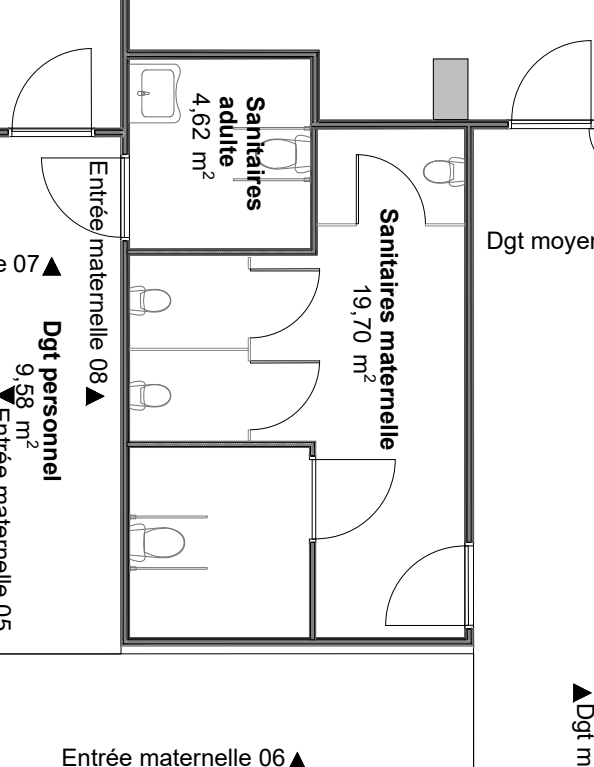 Sanitaires
adulte
4,62 m²
Entrée maternelle 08
Sanitaires maternelle
19,70 m²
Dgt moyen
e 07
Dgt personnel
9,58 m²
Entrée maternelle 05
Entrée maternelle 06
Dgt m